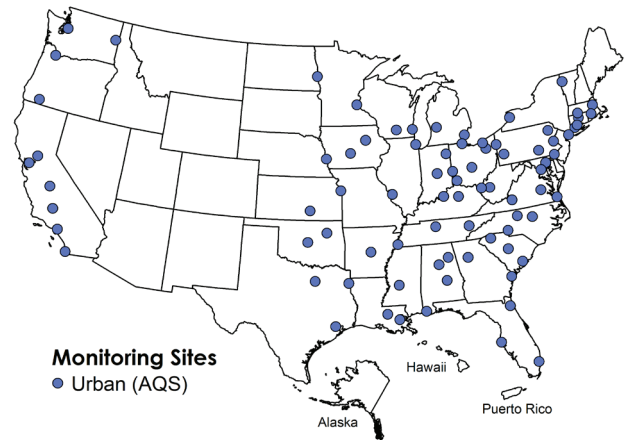 Monitoring Sites
Urban (AQS)
Hawaii
Alaska
Puerto Rico